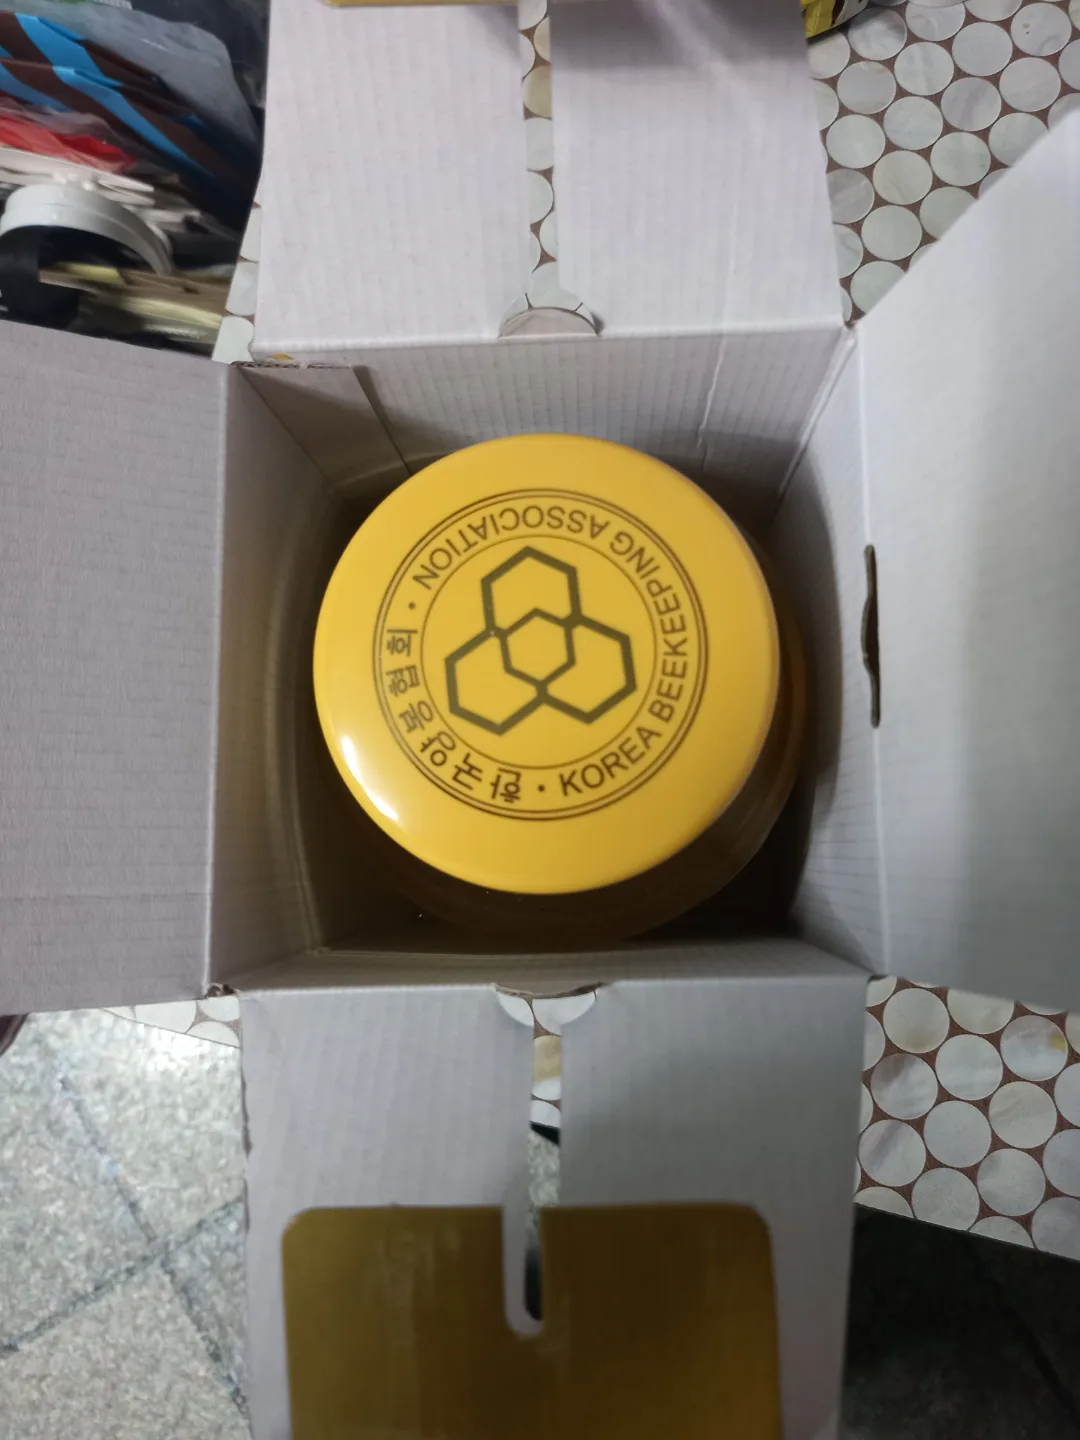 한국양봉협회 • KOREA BEEKEEPING ASSOCIATION •